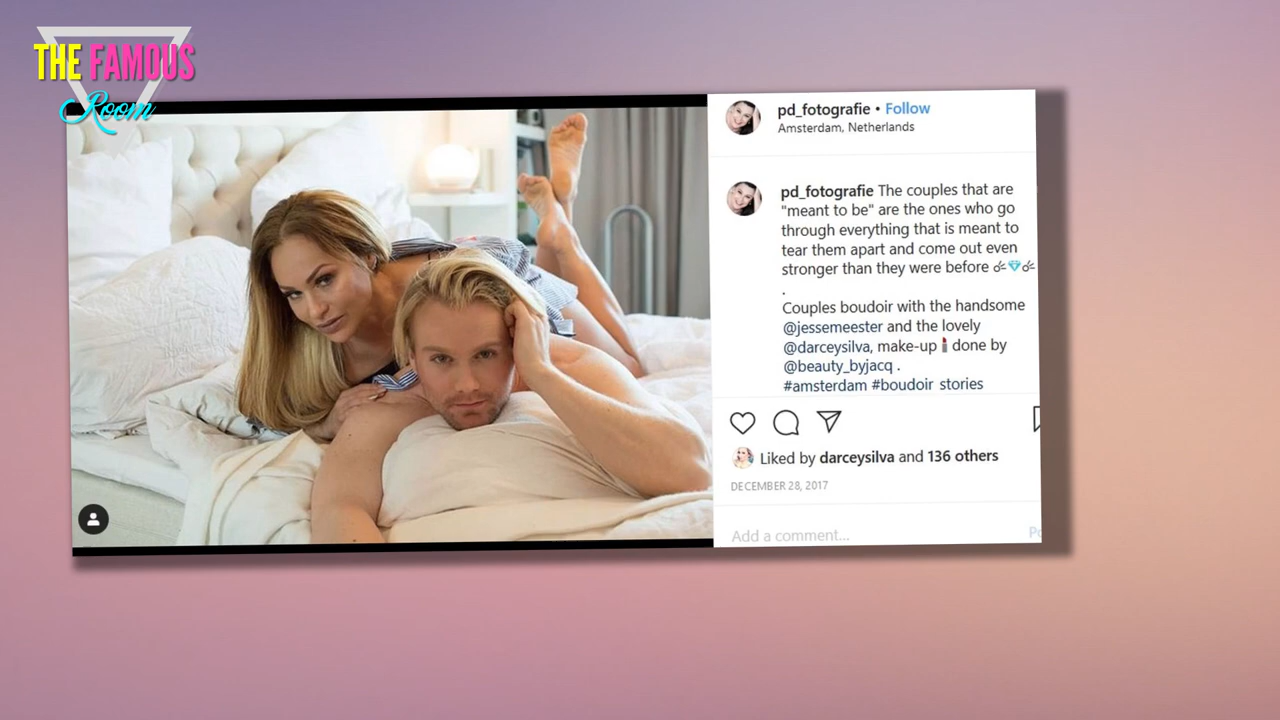 THE FAMOUS
Room
pd_fotografie • Follow
Amsterdam, Netherlands
pd_fotografie The couples that are
"meant to be" are the ones who go
through everything that is meant to
tear them apart and come out even
stronger than they were before
.
Couples boudoir with the handsome
@jessemeester and the lovely
@darceysilva, make-up 💄 done by
@beauty_byjacq .
#amsterdam #boudoir stories
Liked by darceysilva and 136 others
DECEMBER 28, 2017
Add a comment...
Po